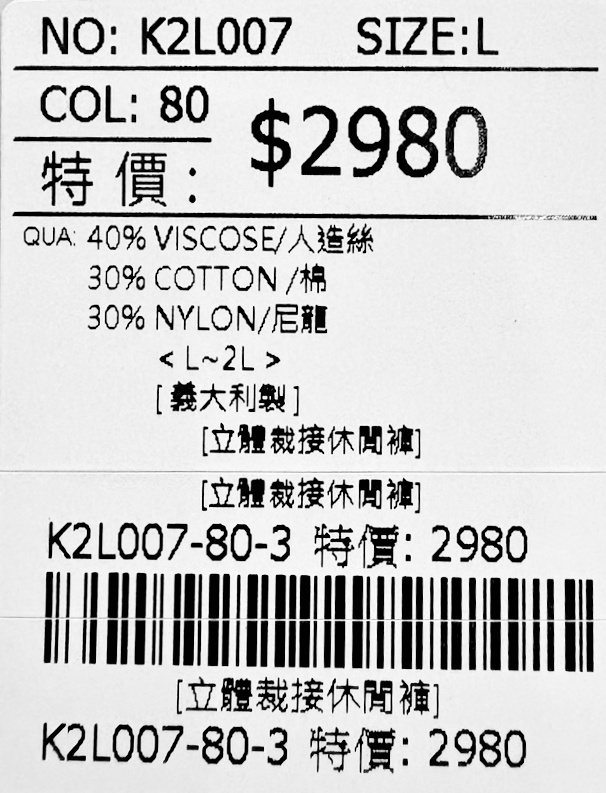 NO: K2L007 SIZE:L
COL: 80
$2980
特價:
QUA: 40% VISCOSE/人造絲
30% COTTON /棉
30% NYLON/尼龍
< L~2L >
[ 義大利製 ]
[立體裁接休閒褲]
[立體裁接休閒褲]
K2L007-80-3 特價: 2980
[立體裁接休閒褲]
K2L007-80-3 特價: 2980